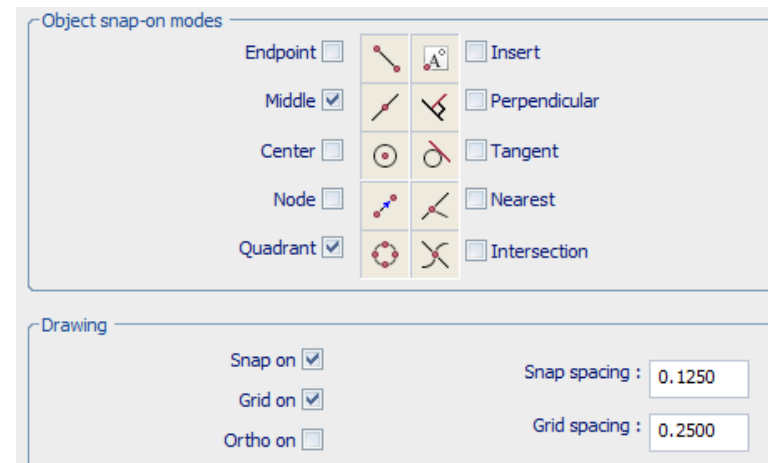 Object snap-on modes
Endpoint
Insert
Middle
Perpendicular
Center
Tangent
Node
Nearest
Quadrant
Intersection
Drawing
Snap on
Snap spacing : 0.1250
Grid on
Grid spacing : 0.2500
Ortho on